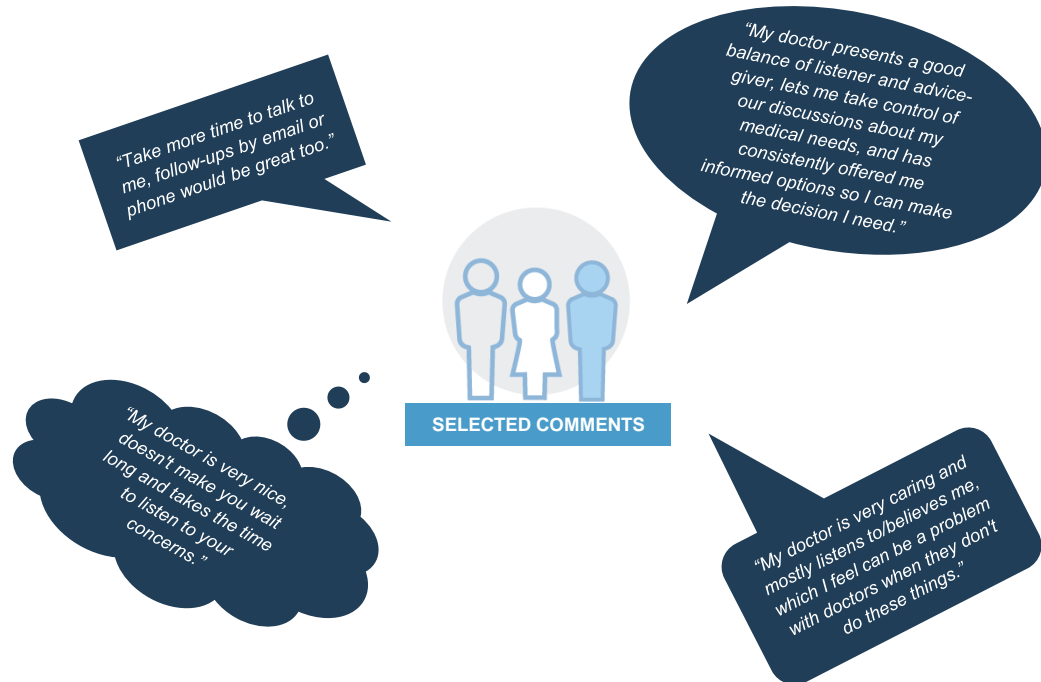 “Take more time to talk to
me, follow-ups by email or
phone would be great too.”
“My doctor presents a good
balance of listener and advice-
giver, lets me take control of
our discussions about my
medical needs, and has
consistently offered me
informed options so I can make
the decision I need.”
SELECTED COMMENTS
“My doctor is very nice,
doesn't make you wait
long and takes the time
to listen to your
concerns.”
“My doctor is very caring and
mostly listens to/believes me,
which I feel can be a problem
with doctors when they don't
do these things.”